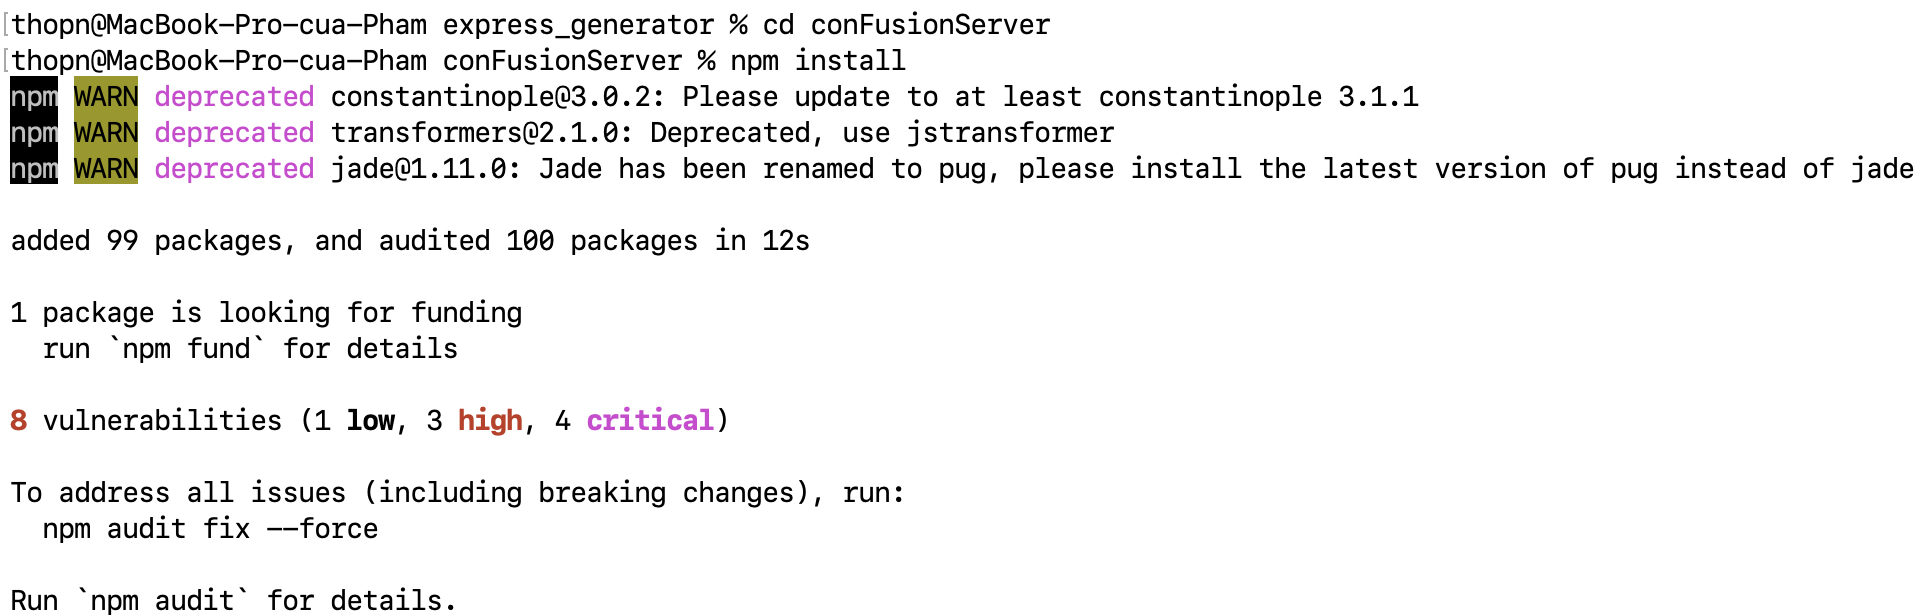 thopn@MacBook-Pro-cua-Pham express_generator % cd conFusionServer
thopn@MacBook-Pro-cua-Pham conFusionServer % npm install
npm WARN deprecated constantinople@3.0.2: Please update to at least constantinople 3.1.1
npm WARN deprecated transformers@2.1.0: Deprecated, use jstransformer
npm WARN deprecated jade@1.11.0: Jade has been renamed to pug, please install the latest version of pug instead of jade
added 99 packages, and audited 100 packages in 12s
1 package is looking for funding
run `npm fund` for details
8 vulnerabilities (1 low, 3 high, 4 critical)
To address all issues (including breaking changes), run:
npm audit fix --force
Run `npm audit` for details.